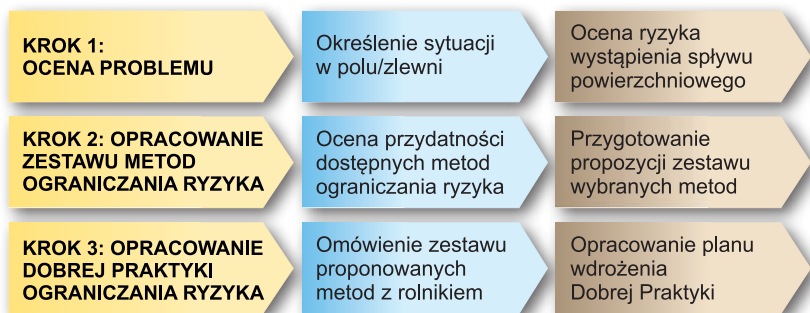 KROK 1:
OCENA PROBLEMU
Określenie sytuacji
w polu/zlewni
Ocena ryzyka
wystąpienia spływu
powierzchniowego
KROK 2: OPRACOWANIE
ZESTAWU METOD
OGRANICZANIA RYZYKA
Ocena przydatności
dostępnych metod
ograniczania ryzyka
Przygotowanie
propozycji zestawu
wybranych metod
KROK 3: OPRACOWANIE
DOBREJ PRAKTYKI
OGRANICZANIA RYZYKA
Omówienie zestawu
proponowanych
metod z rolnikiem
Opracowanie planu
wdrożenia
Dobrej Praktyki